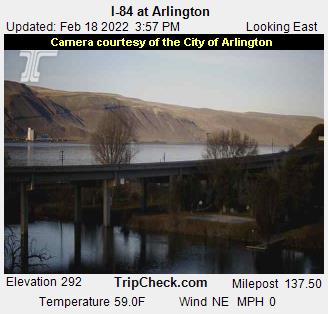 I-84 at Arlington
Updated: Feb 18 2022 3:57 PM Looking East
Camera courtesy of the City of Arlington
Elevation 292 TripCheck.com Milepost 137.50
Temperature 59.0F Wind NE MPH 0